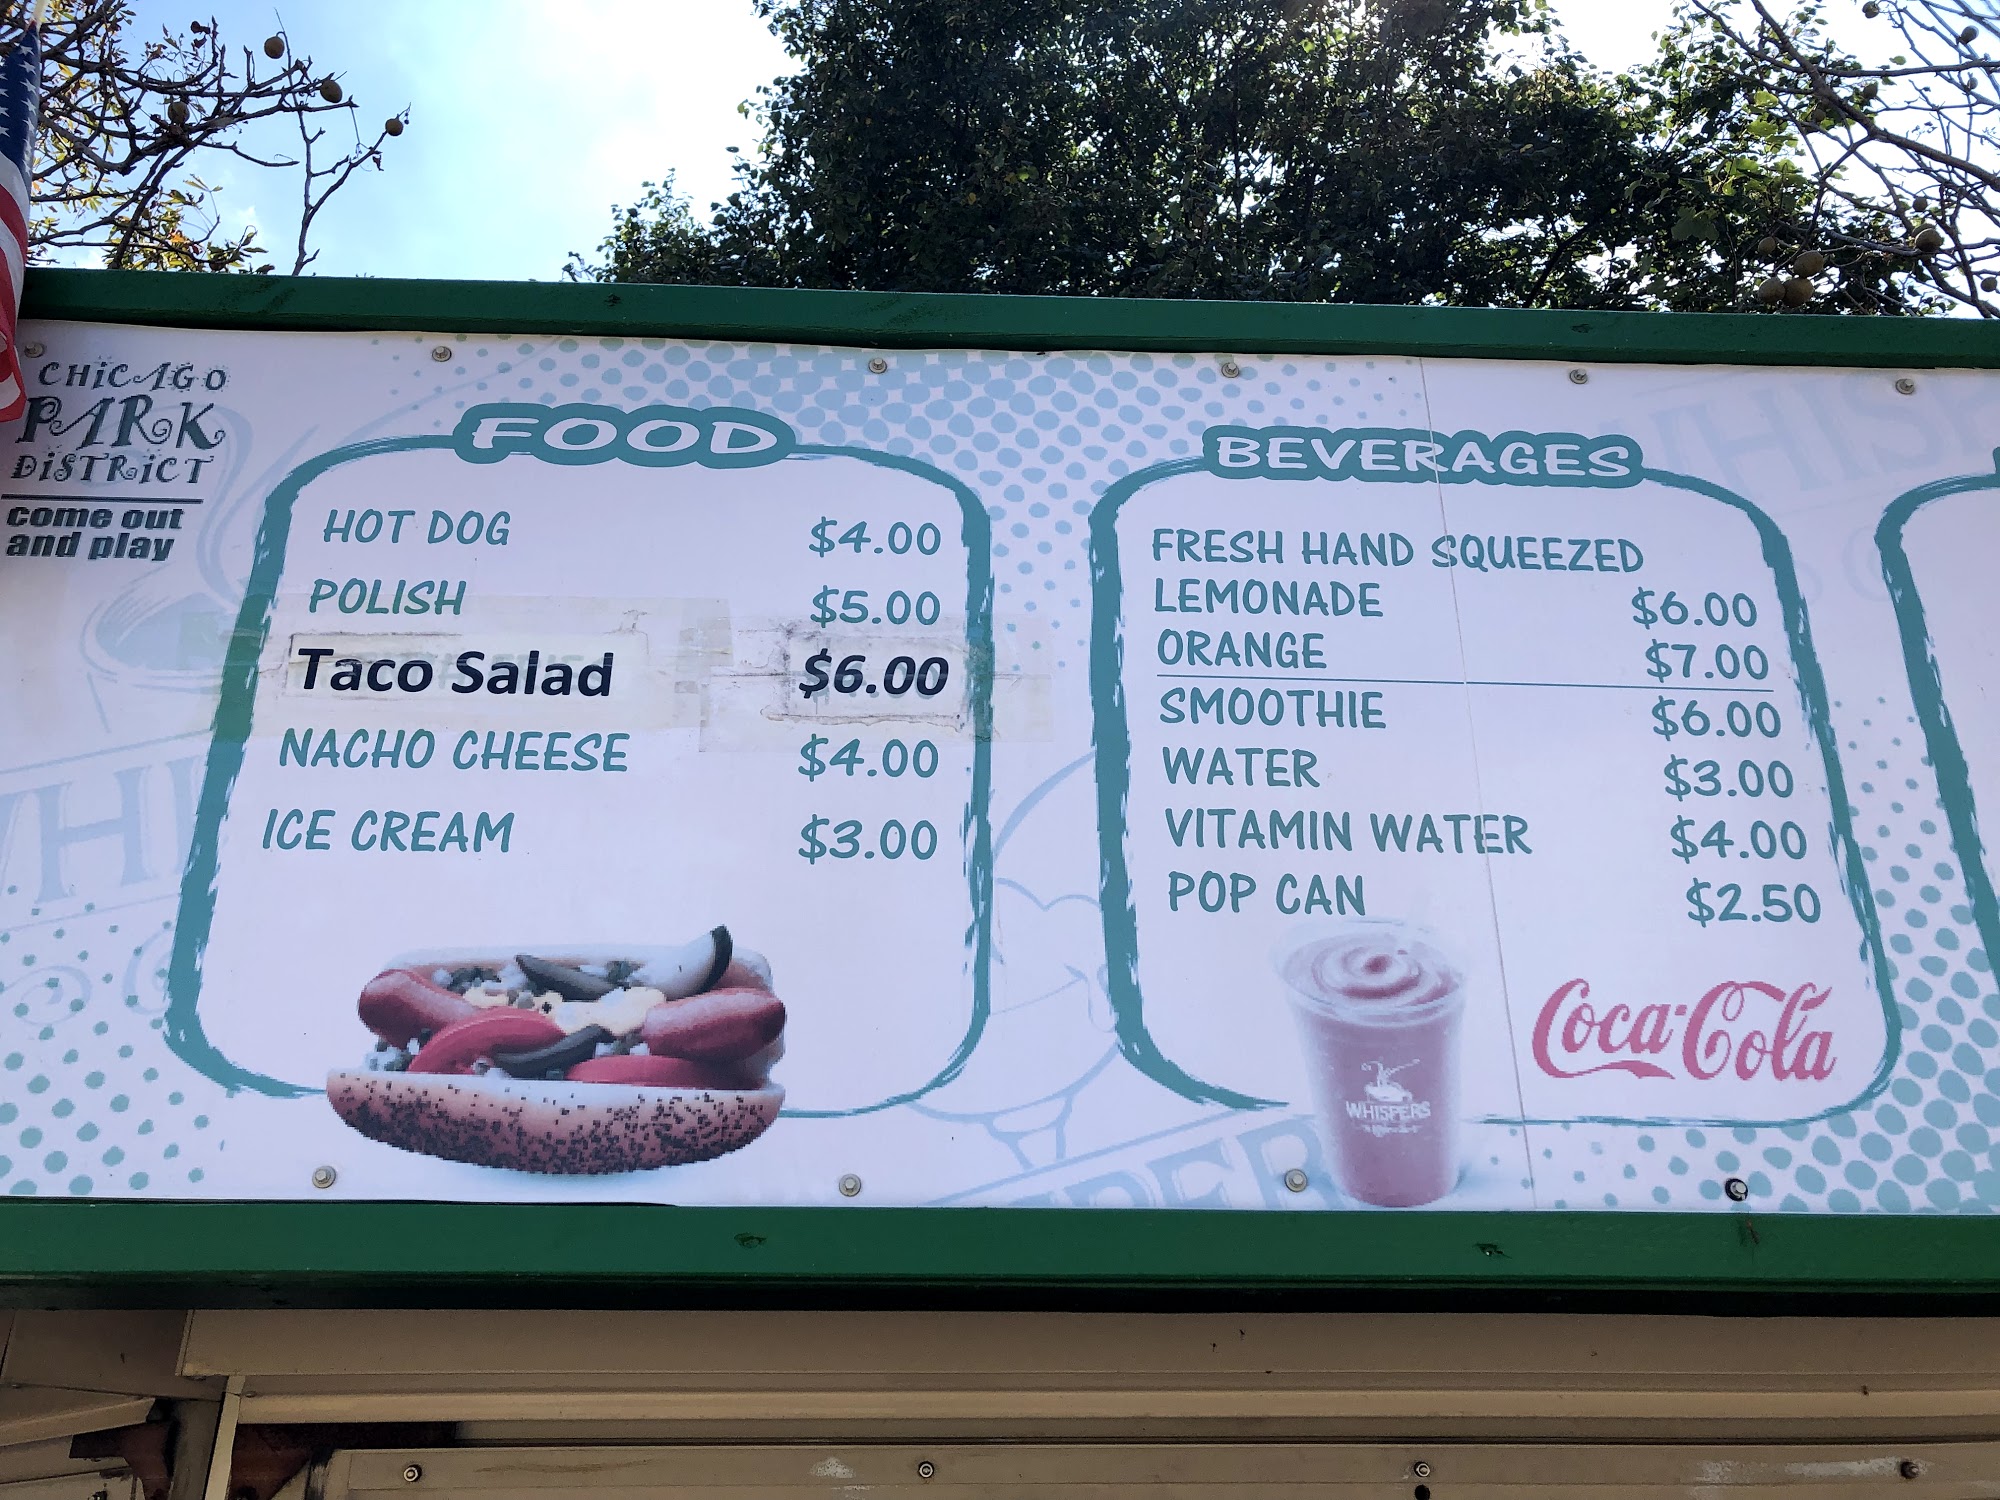 CHICAGO
PARK
DISTRICT
come out
and play
FOOD
HOT DOG $4.00
POLISH $5.00
Taco Salad $6.00
NACHO CHEESE $4.00
ICE CREAM $3.00
BEVERAGES
FRESH HAND SQUEEZED
LEMONADE $6.00
ORANGE $7.00
SMOOTHIE $6.00
WATER $3.00
VITAMIN WATER $4.00
POP CAN $2.50
WHISPERS
Coca-Cola